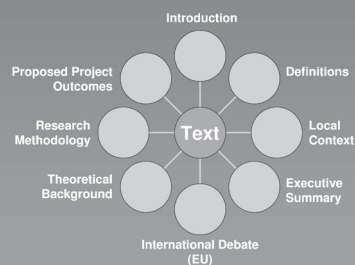 Introduction
Proposed Project
Outcomes
Definitions
Research
Methodology
Text
Local
Context
Theoretical
Background
Executive
Summary
International Debate
(EU)